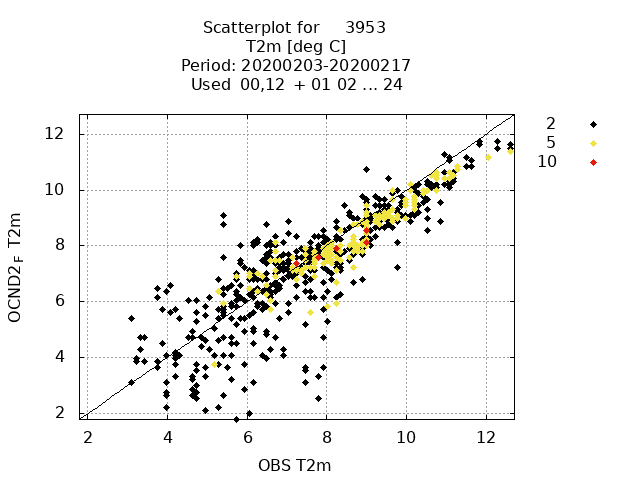 Scatterplot for 3953
T2m [deg C]
Period: 20200203-20200217
Used 00,12 + 01 02 ... 24
2
5
10
12
10
8
6
4
2
OCND2_F T2m
2 4 6 8 10 12
OBS T2m